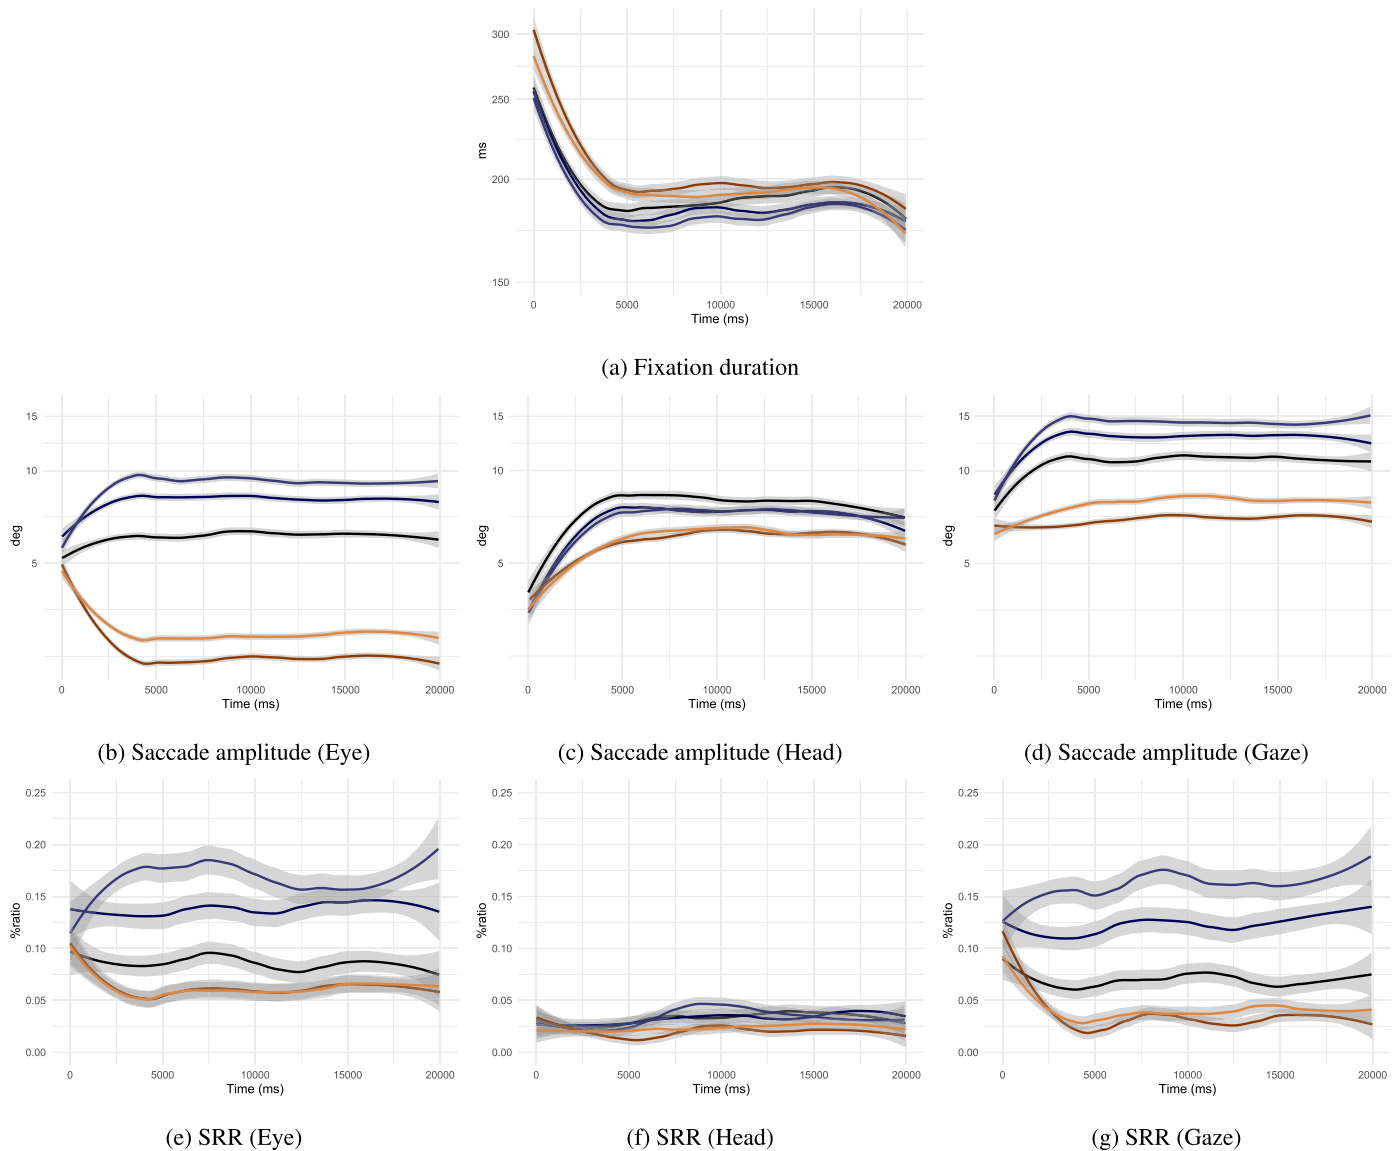 300
250
200
150
ms
0 5000 10000 15000 20000
Time (ms)
(a) Fixation duration
15
10
5
deg
0 5000 10000 15000 20000
Time (ms)
(b) Saccade amplitude (Eye)
15
10
5
deg
0 5000 10000 15000 20000
Time (ms)
(c) Saccade amplitude (Head)
15
10
5
deg
0 5000 10000 15000 20000
Time (ms)
(d) Saccade amplitude (Gaze)
0.25
0.20
0.15
0.10
0.05
0.00
%ratio
0 5000 10000 15000 20000
Time (ms)
(e) SRR (Eye)
0.25
0.20
0.15
0.10
0.05
0.00
%ratio
0 5000 10000 15000 20000
Time (ms)
(f) SRR (Head)
0.25
0.20
0.15
0.10
0.05
0.00
%ratio
0 5000 10000 15000 20000
Time (ms)
(g) SRR (Gaze)